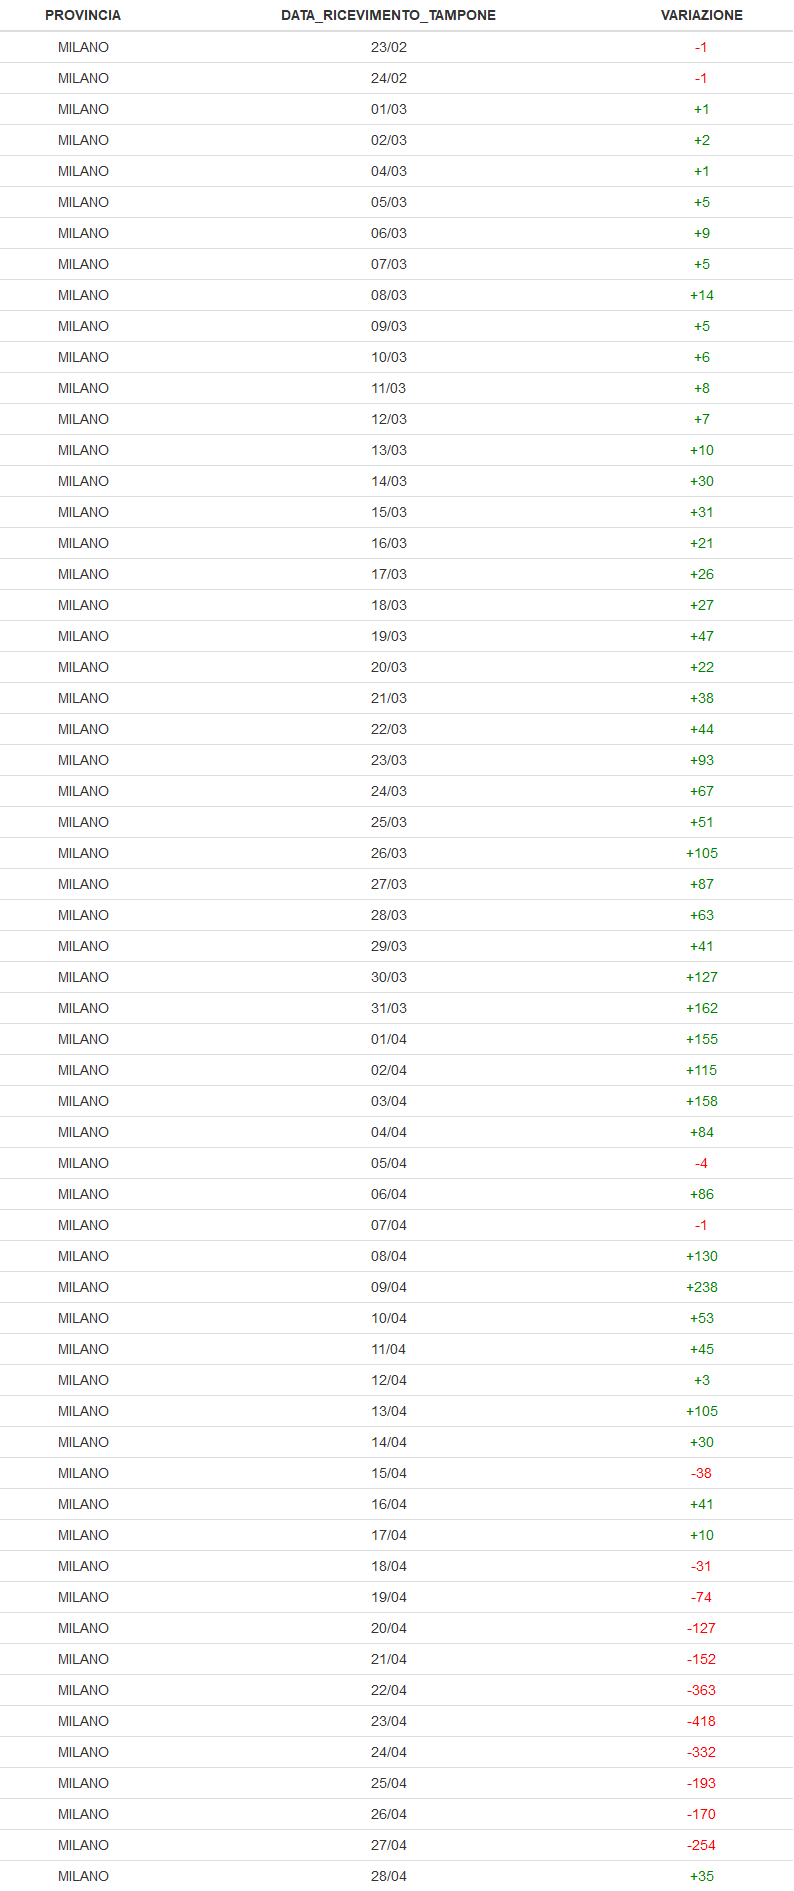 PROVINCIA DATA_RICEVIMENTO_TAMPONE VARIAZIONE
MILANO 23/02 -1
MILANO 24/02 -1
MILANO 01/03 +1
MILANO 02/03 +2
MILANO 04/03 +1
MILANO 05/03 +5
MILANO 06/03 +9
MILANO 07/03 +5
MILANO 08/03 +14
MILANO 09/03 +5
MILANO 10/03 +6
MILANO 11/03 +8
MILANO 12/03 +7
MILANO 13/03 +10
MILANO 14/03 +30
MILANO 15/03 +31
MILANO 16/03 +21
MILANO 17/03 +26
MILANO 18/03 +27
MILANO 19/03 +47
MILANO 20/03 +22
MILANO 21/03 +38
MILANO 22/03 +44
MILANO 23/03 +93
MILANO 24/03 +67
MILANO 25/03 +51
MILANO 26/03 +105
MILANO 27/03 +87
MILANO 28/03 +63
MILANO 29/03 +41
MILANO 30/03 +127
MILANO 31/03 +162
MILANO 01/04 +155
MILANO 02/04 +115
MILANO 03/04 +158
MILANO 04/04 +84
MILANO 05/04 -4
MILANO 06/04 +86
MILANO 07/04 -1
MILANO 08/04 +130
MILANO 09/04 +238
MILANO 10/04 +53
MILANO 11/04 +45
MILANO 12/04 +3
MILANO 13/04 +105
MILANO 14/04 +30
MILANO 15/04 -38
MILANO 16/04 +41
MILANO 17/04 +10
MILANO 18/04 -31
MILANO 19/04 -74
MILANO 20/04 -127
MILANO 21/04 -152
MILANO 22/04 -363
MILANO 23/04 -418
MILANO 24/04 -332
MILANO 25/04 -193
MILANO 26/04 -170
MILANO 27/04 -254
MILANO 28/04 +35